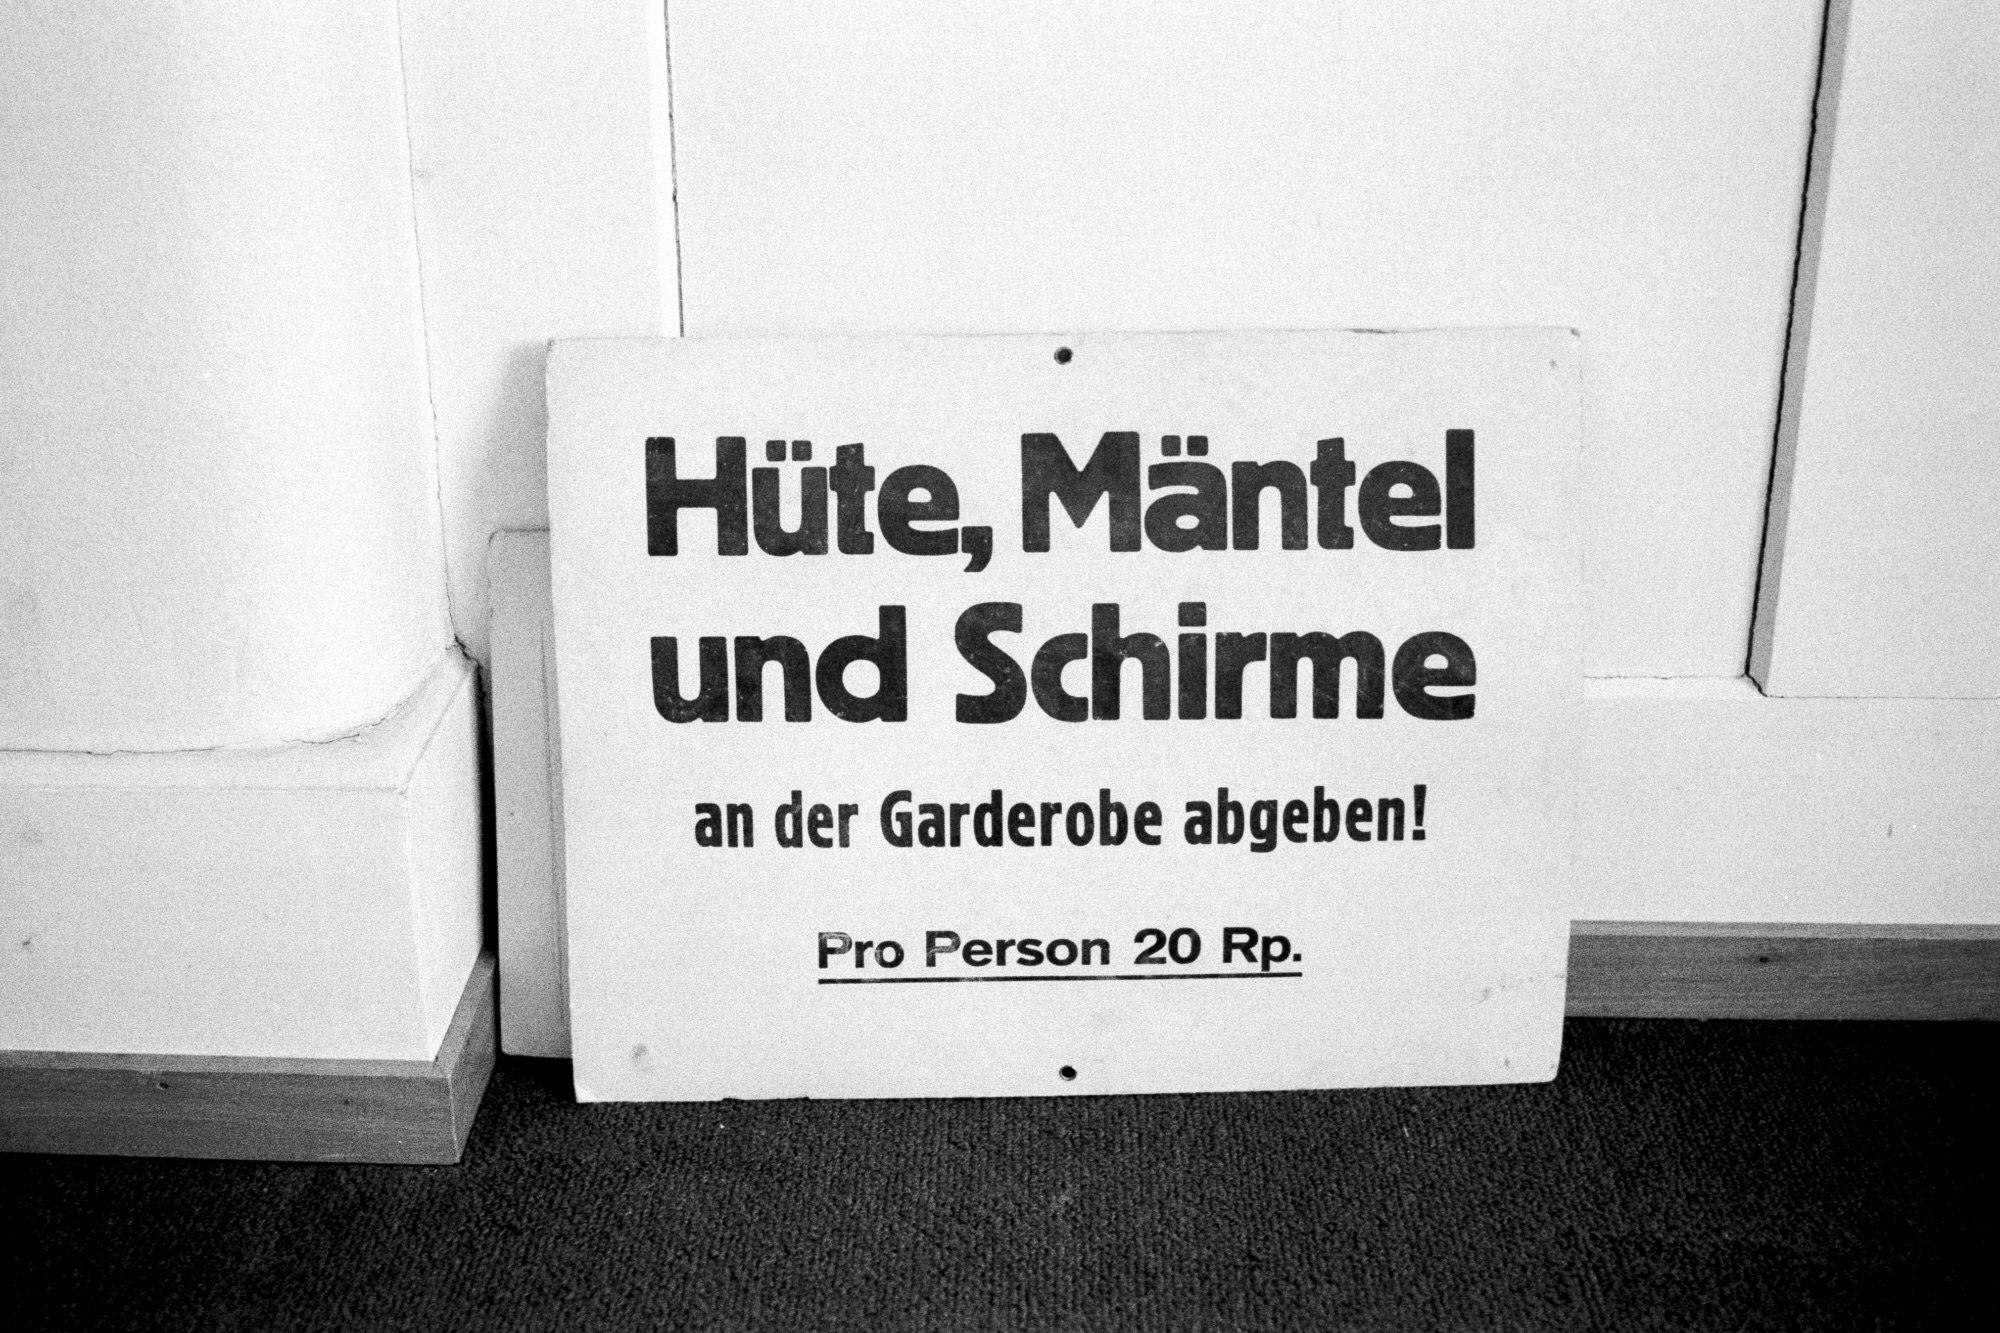 Hüte, Mäntel
und Schirme
an der Garderobe abgeben!
Pro Person 20 Rp.